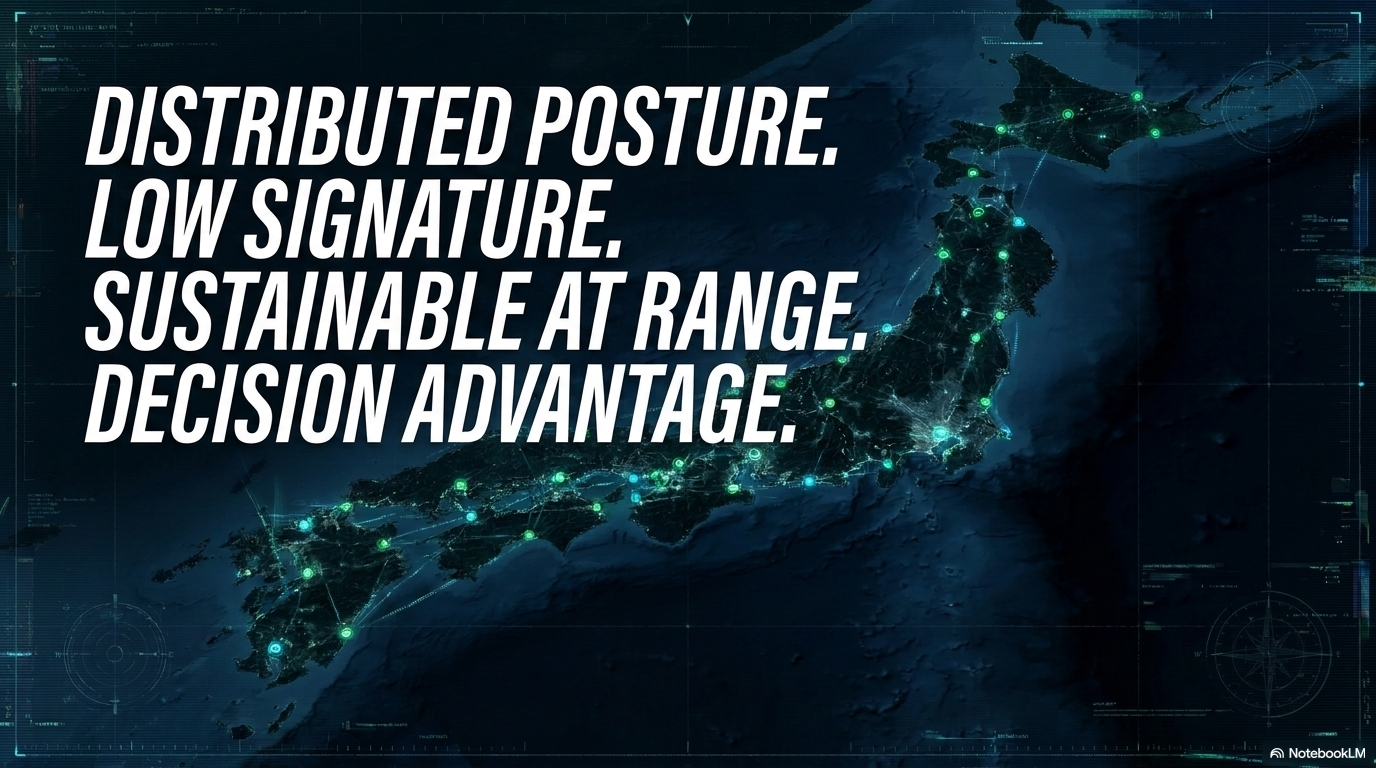 DISTRIBUTED POSTURE.
LOW SIGNATURE.
SUSTAINABLE AT RANGE.
DECISION ADVANTAGE.
NotebookLM